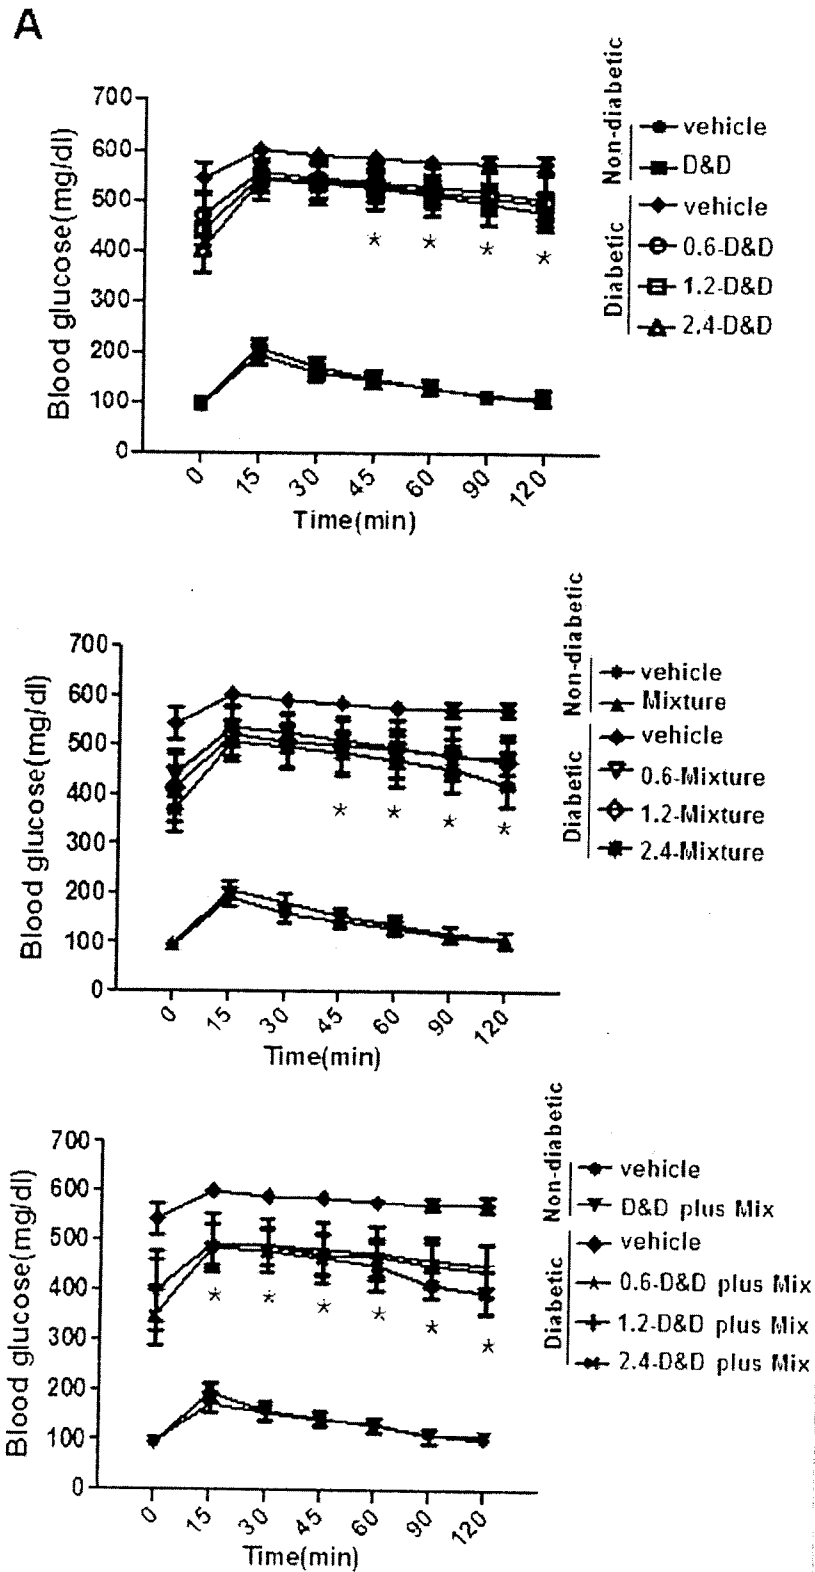 A
700
600
500
400
300
200
100
0
Blood glucose(mg/dl)
0 15 30 45 60 90 120
Time(min)
* * * *
Non-diabetic
vehicle
D&D
Diabetic
vehicle
0.6-D&D
1.2-D&D
2.4-D&D
700
600
500
400
300
200
100
0
Blood glucose(mg/dl)
0 15 30 45 60 90 120
Time(min)
* * * *
Non-diabetic
vehicle
Mixture
Diabetic
vehicle
0.6-Mixture
1.2-Mixture
2.4-Mixture
700
600
500
400
300
200
100
0
Blood glucose(mg/dl)
0 15 30 45 60 90 120
Time(min)
* * * * * *
Non-diabetic
vehicle
D&D plus Mix
Diabetic
vehicle
0.6-D&D plus Mix
1.2-D&D plus Mix
2.4-D&D plus Mix